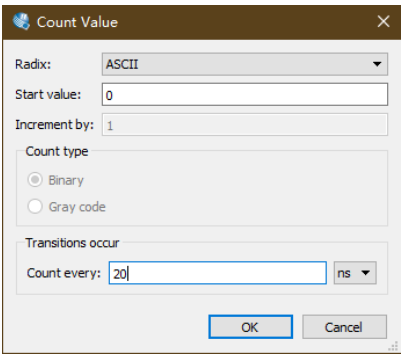 Count Value
Radix: ASCII
Start value: 0
Increment by: 1
Count type
Binary
Gray code
Transitions occur
Count every: 20 ns
OK Cancel